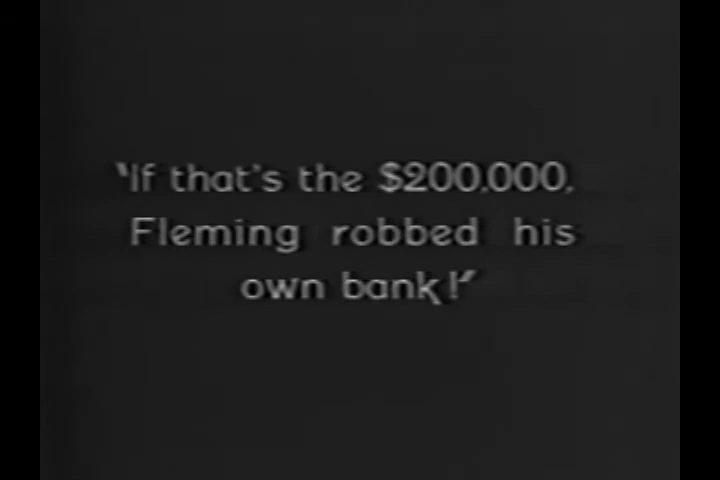 "If that's the $200,000,
Fleming robbed his
own bank!"